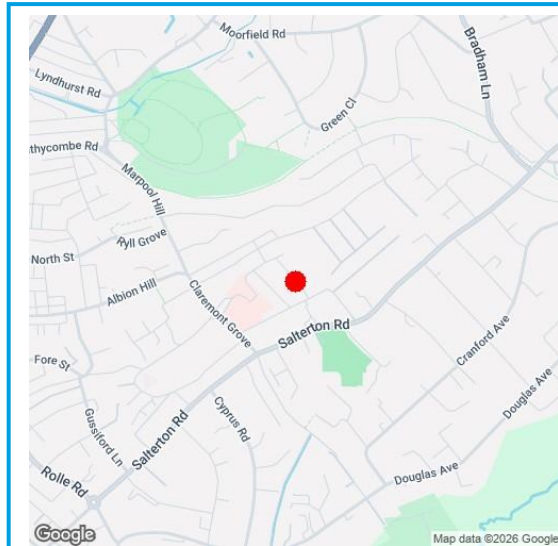 Moorfield Rd
Bradham Ln
Lyndhurst Rd
Green Cl
thycombe Rd
Marpool Hill
Ryll Grove
North St
Albion Hill
Claremont Grove
Salterton Rd
Cranford Ave
Fore St
Douglas Ave
Gussiford Ln
Cyprus Rd
Salterton Rd
Rolle Rd
Douglas Ave
Google
Map data ©2026 Google